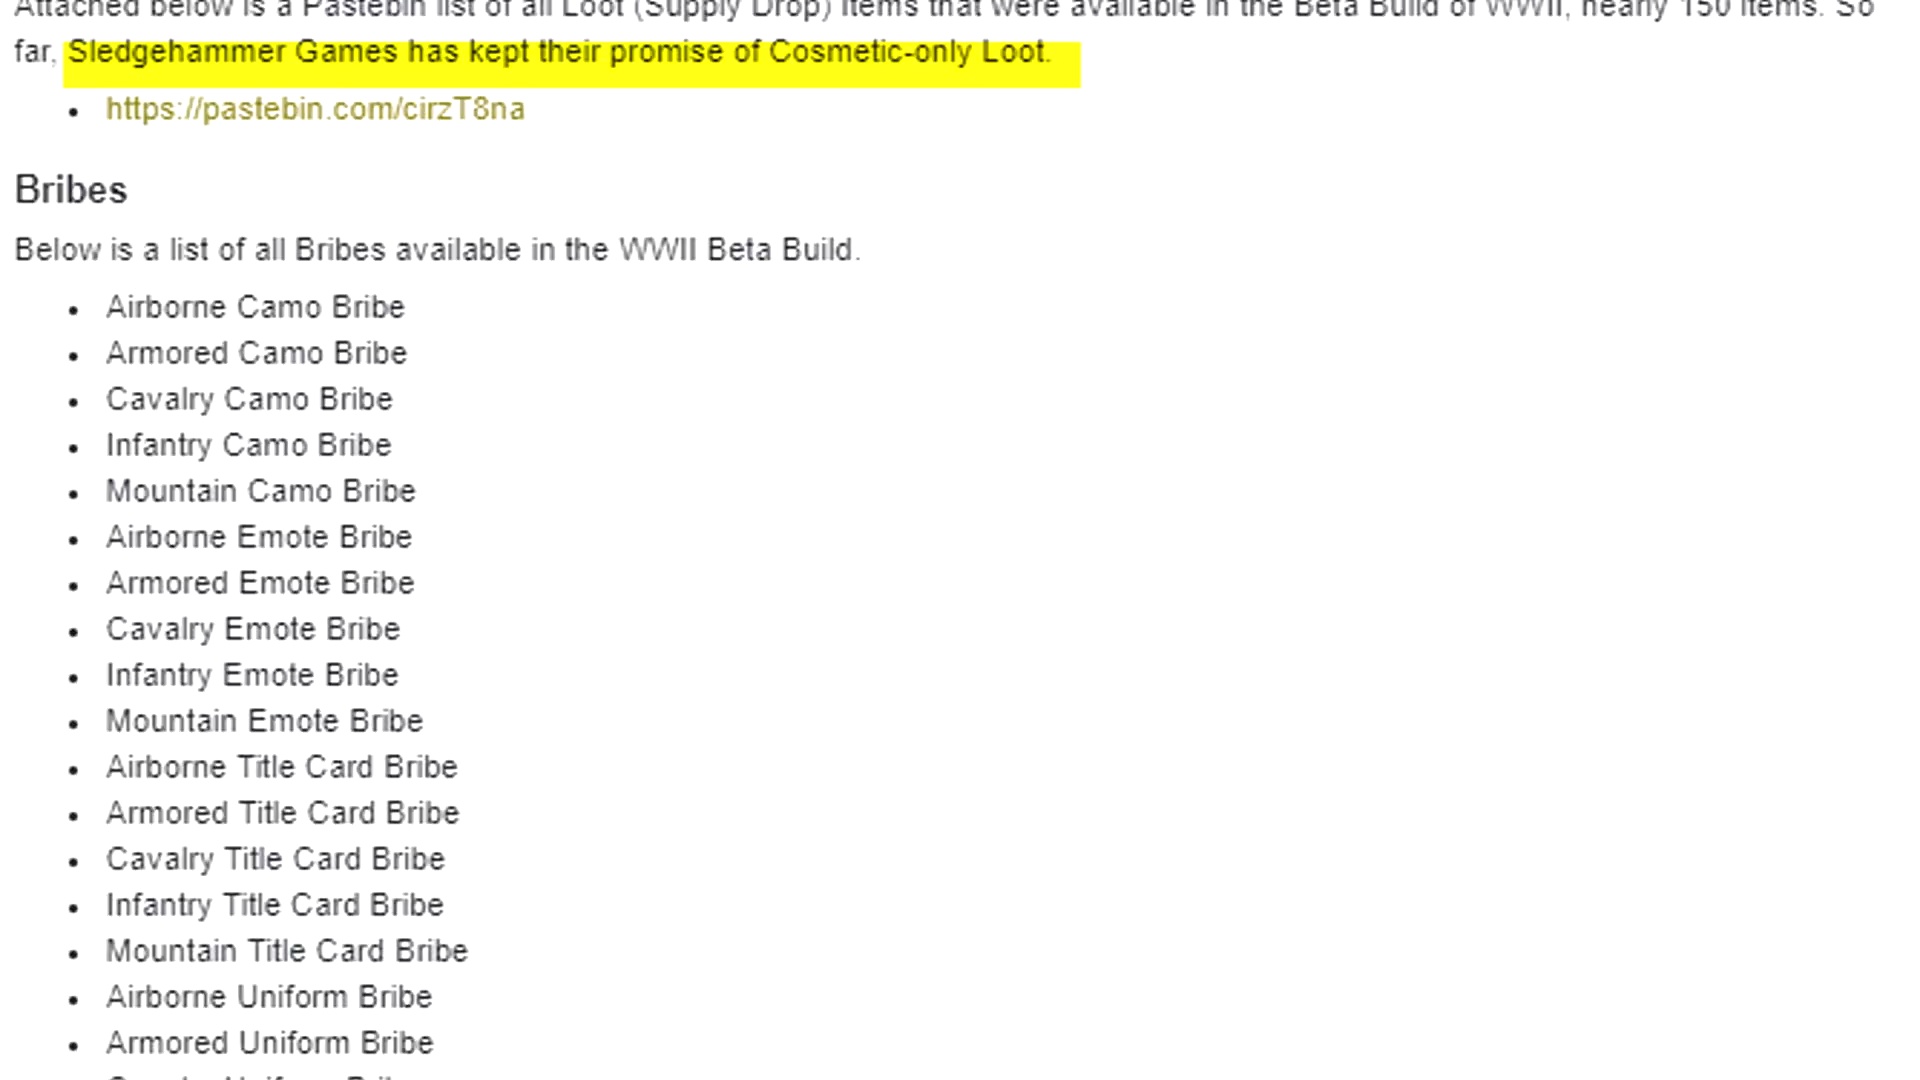 Attached below is a Pastebin list of all Loot (Supply Drop) items that were available in the Beta Build of WWII, nearly 150 items. So
far, Sledgehammer Games has kept their promise of Cosmetic-only Loot.
• https://pastebin.com/cirzT8na
Bribes
Below is a list of all Bribes available in the WWII Beta Build.
• Airborne Camo Bribe
• Armored Camo Bribe
• Cavalry Camo Bribe
• Infantry Camo Bribe
• Mountain Camo Bribe
• Airborne Emote Bribe
• Armored Emote Bribe
• Cavalry Emote Bribe
• Infantry Emote Bribe
• Mountain Emote Bribe
• Airborne Title Card Bribe
• Armored Title Card Bribe
• Cavalry Title Card Bribe
• Infantry Title Card Bribe
• Mountain Title Card Bribe
• Airborne Uniform Bribe
• Armored Uniform Bribe